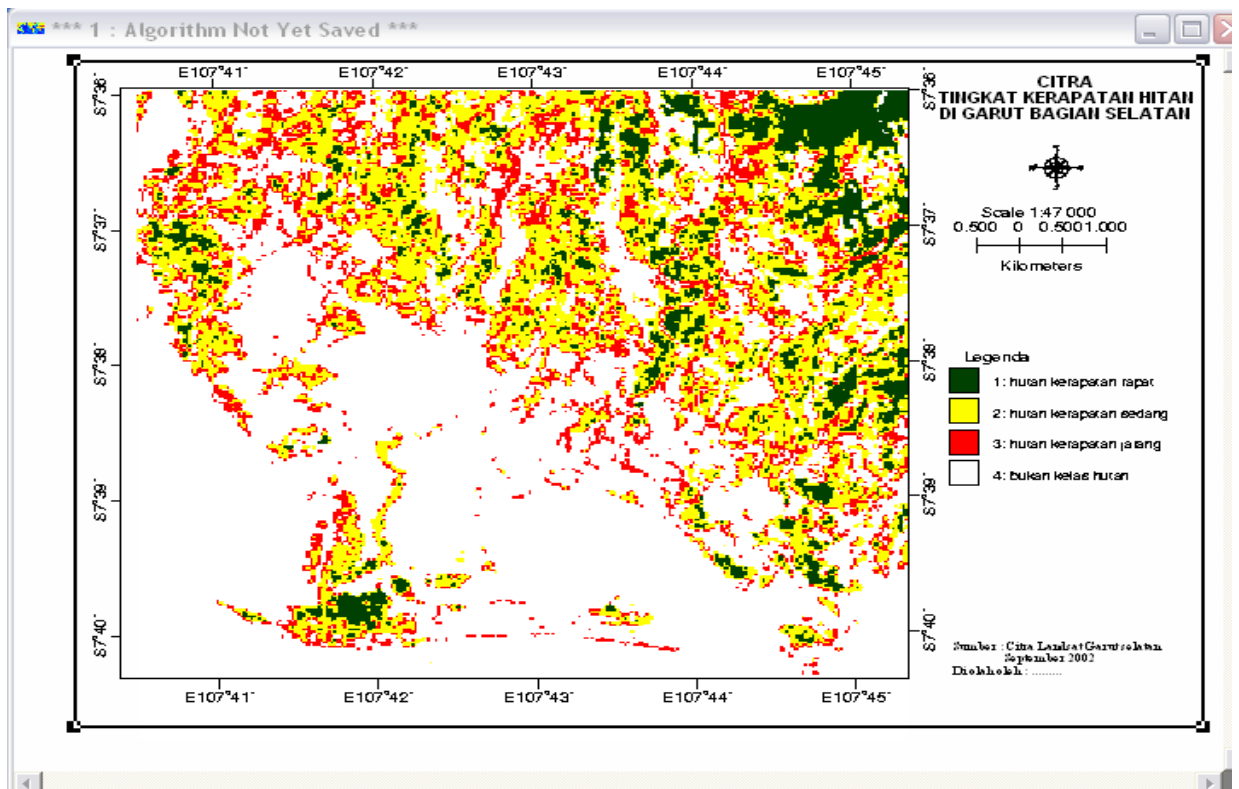 *** 1 : Algorithm Not Yet Saved ***
E107°41' E107°42' E107°43' E107°44' E107°45'
S7°36' S7°36'
S7°37' S7°37'
S7°38' S7°38'
S7°39' S7°39'
S7°40' S7°40'
E107°41' E107°42' E107°43' E107°44' E107°45'
CITRA
TINGKAT KERAPATAN HITAN
DI GARUT BAGIAN SELATAN
Scale 1:47 000
0.500 0 0.5001.000
Kilometers
Legenda
1: hutan kerapatan rapat
2: hutan kerapatan sedang
3: hutan kerapatan jarang
4: bukan kelas hutan
Sumber : Citra Landsat Garut selatan
September 2002
Diolah oleh : .........